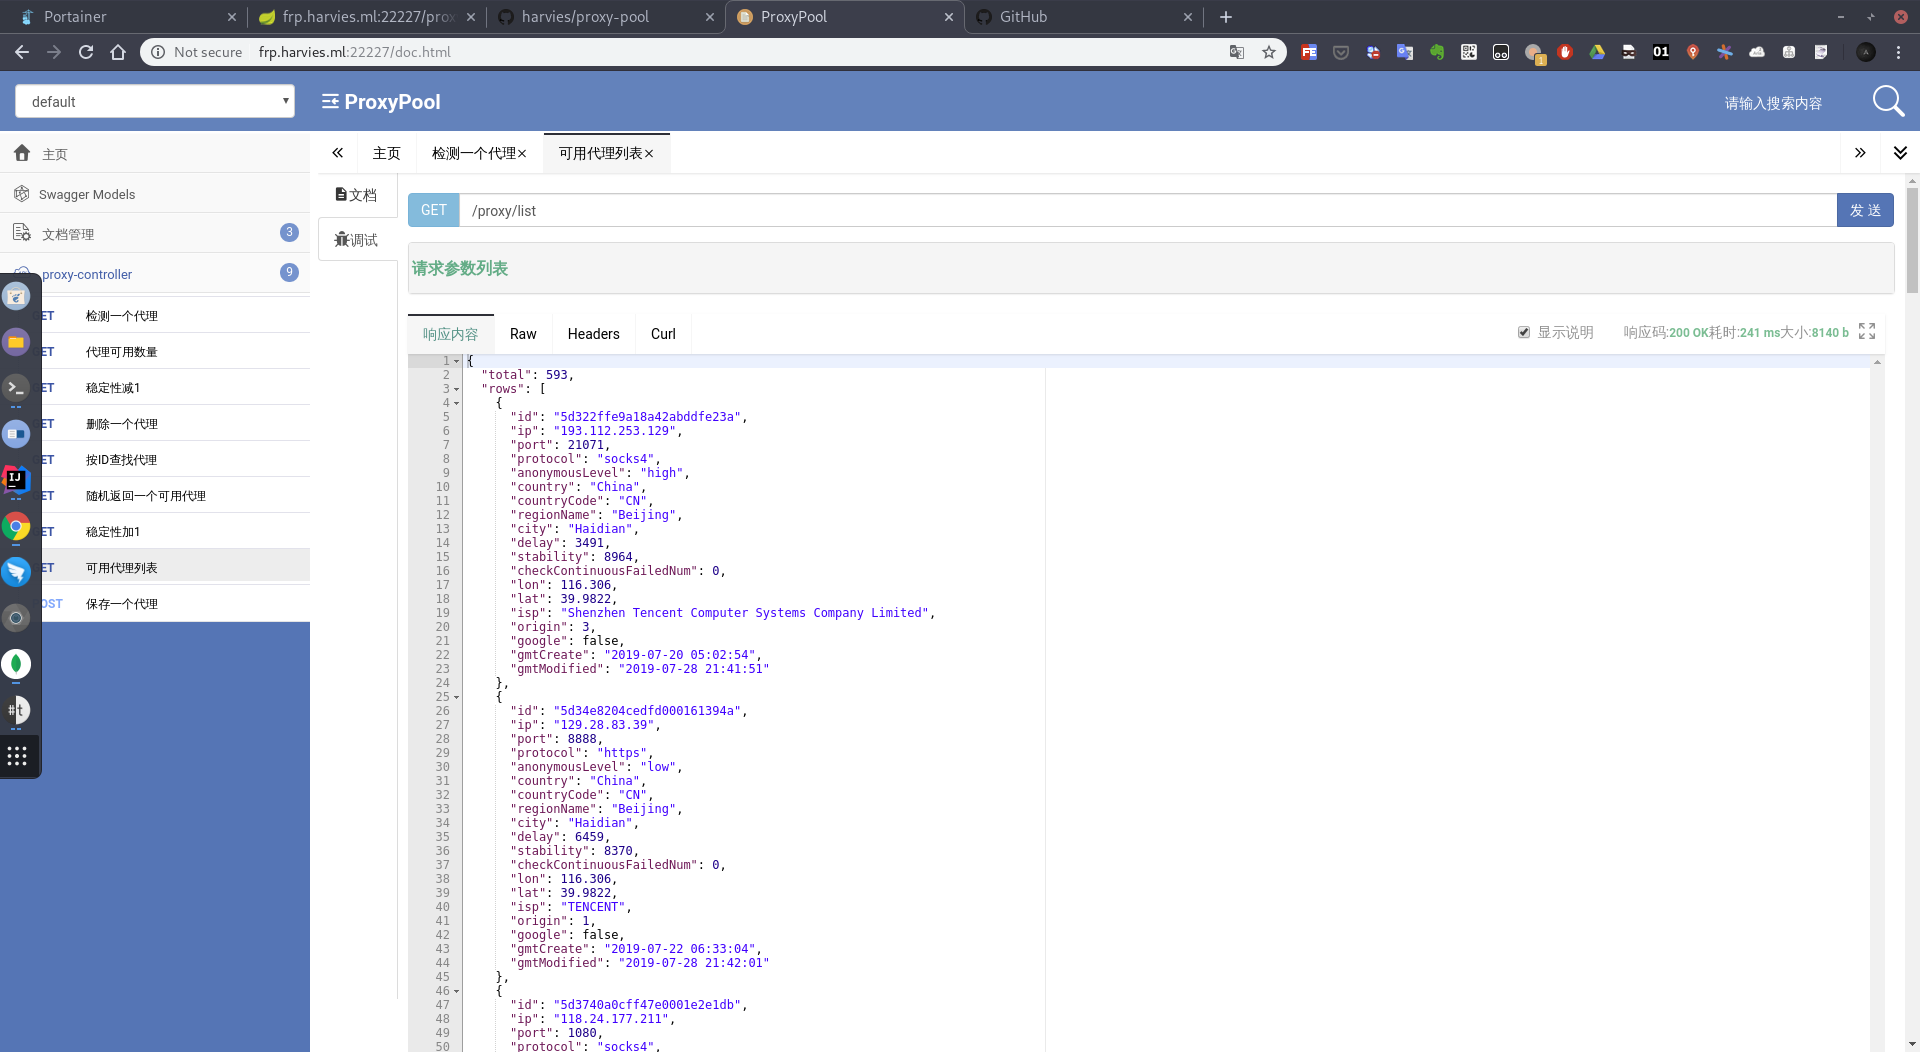 Portainer
frp.harvies.ml:22227/prox
harvies/proxy-pool
ProxyPool
GitHub
Not secure
frp.harvies.ml:22227/doc.html
default
ProxyPool
请输入搜索内容
主页
Swagger Models
文档管理
3
proxy-controller
9
GET 检测一个代理
GET 代理可用数量
GET 稳定性减1
GET 删除一个代理
GET 按ID查找代理
GET 随机返回一个可用代理
GET 稳定性加1
GET 可用代理列表
POST 保存一个代理
主页
检测一个代理×
可用代理列表×
文档
调试
GET
/proxy/list
发 送
请求参数列表
响应内容
Raw
Headers
Curl
显示说明
响应码:200 OK耗时:241 ms大小:8140 b
1 {
2 "total": 593,
3 "rows": [
4 {
5 "id": "5d322ffe9a18a42abddfe23a",
6 "ip": "193.112.253.129",
7 "port": 21071,
8 "protocol": "socks4",
9 "anonymousLevel": "high",
10 "country": "China",
11 "countryCode": "CN",
12 "regionName": "Beijing",
13 "city": "Haidian",
14 "delay": 3491,
15 "stability": 8964,
16 "checkContinuousFailedNum": 0,
17 "lon": 116.306,
18 "lat": 39.9822,
19 "isp": "Shenzhen Tencent Computer Systems Company Limited",
20 "origin": 3,
21 "google": false,
22 "gmtCreate": "2019-07-20 05:02:54",
23 "gmtModified": "2019-07-28 21:41:51"
24 },
25 {
26 "id": "5d34e8204cedfd000161394a",
27 "ip": "129.28.83.39",
28 "port": 8888,
29 "protocol": "https",
30 "anonymousLevel": "low",
31 "country": "China",
32 "countryCode": "CN",
33 "regionName": "Beijing",
34 "city": "Haidian",
35 "delay": 6459,
36 "stability": 8370,
37 "checkContinuousFailedNum": 0,
38 "lon": 116.306,
39 "lat": 39.9822,
40 "isp": "TENCENT",
41 "origin": 1,
42 "google": false,
43 "gmtCreate": "2019-07-22 06:33:04",
44 "gmtModified": "2019-07-28 21:42:01"
45 },
46 {
47 "id": "5d3740a0cff47e0001e2e1db",
48 "ip": "118.24.177.211",
49 "port": 1080,
50 "protocol": "socks4",